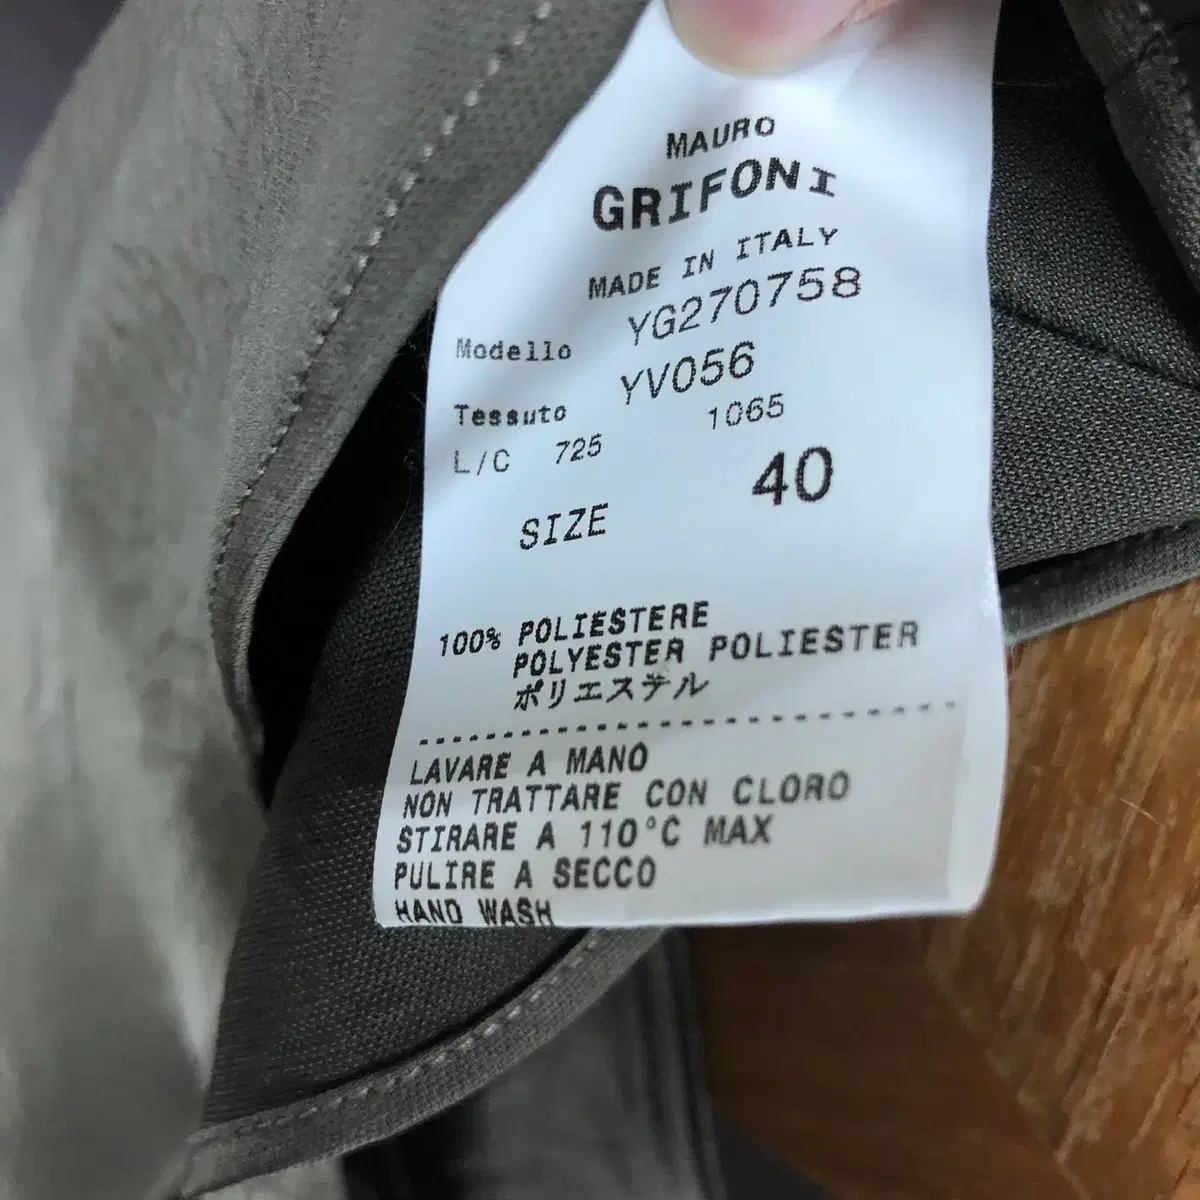 MAURO
GRIFONI
MADE IN ITALY
Modello YG270758
Tessuto YV056
L/C 725 1065
SIZE 40
100% POLIESTERE
POLYESTER POLIESTER
ポリエステル
LAVARE A MANO
NON TRATTARE CON CLORO
STIRARE A 110°C MAX
PULIRE A SECCO
HAND WASH